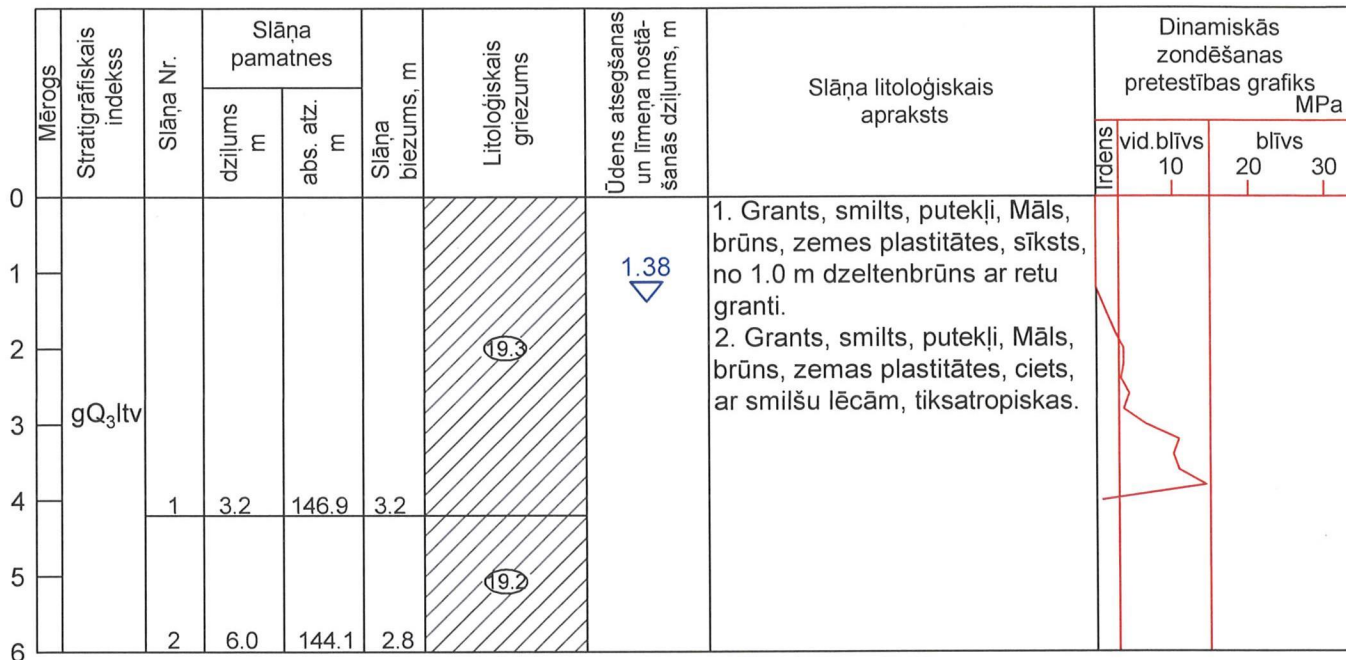 Mērogs
Stratigrāfiskais
indekss
Slāņa Nr.
Slāņa
pamatnes
dziļums
m
abs. atz.
m
Slāņa
biezums, m
Litoloģiskais
griezums
Ūdens atsegšanas
un līmeņa nostā-
šanās dziļums, m
Slāņa litoloģiskais
apraksts
Dinamiskās
zondēšanas
pretestības grafiks
MPa
Irdens
vid.blīvs
blīvs
10 20 30
0
1
2
3
4
5
6
gQ₃ltv
1 3.2 146.9 3.2
2 6.0 144.1 2.8
19.3
19.2
1.38
1. Grants, smilts, putekļi, Māls,
brūns, zemes plastitātes, sīksts,
no 1.0 m dzeltenbrūns ar retu
granti.
2. Grants, smilts, putekļi, Māls,
brūns, zemas plastitātes, ciets,
ar smilšu lēcām, tiksatropiskas.